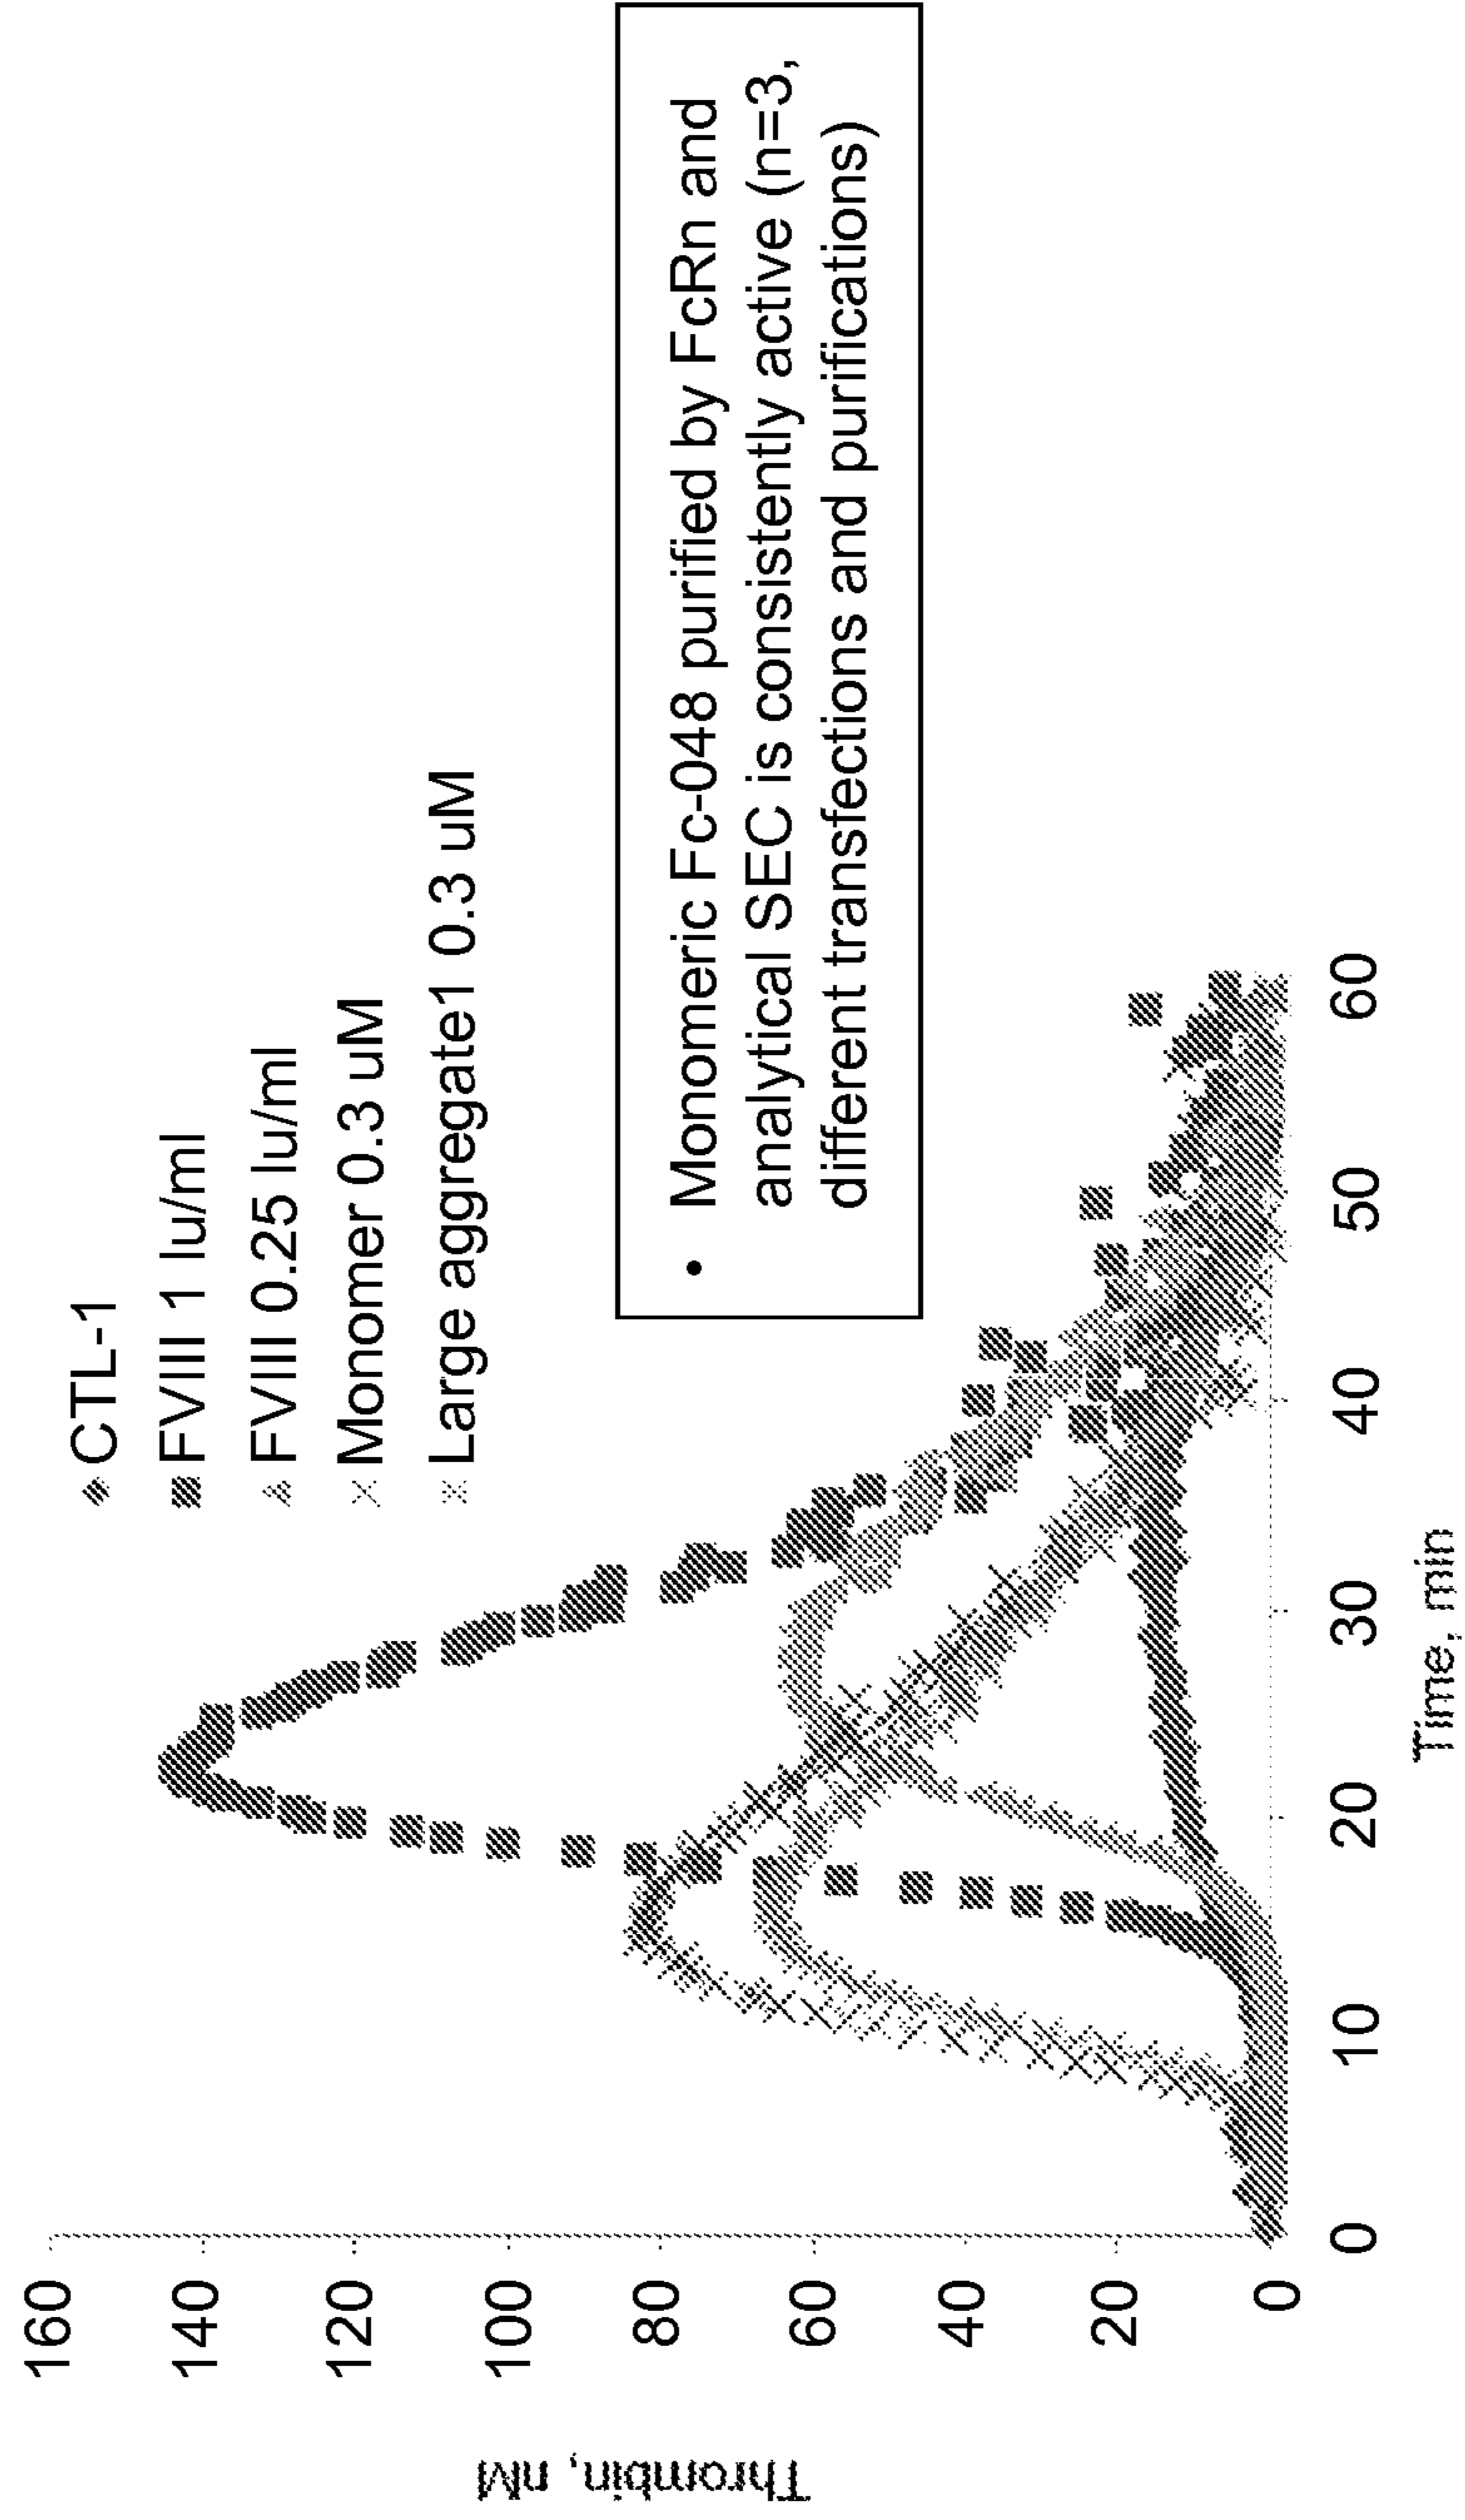 CTL-1
FVIII 1 Iu/ml
FVIII 0.25 Iu/ml
Monomer 0.3 uM
Large aggregate1 0.3 uM
• Monomeric Fc-048 purified by FcRn and
analytical SEC is consistently active (n=3,
different transfections and purifications)
160
140
120
100
80
60
40
20
0
Thrombin, nM
0 10 20 30 40 50 60
Time, min